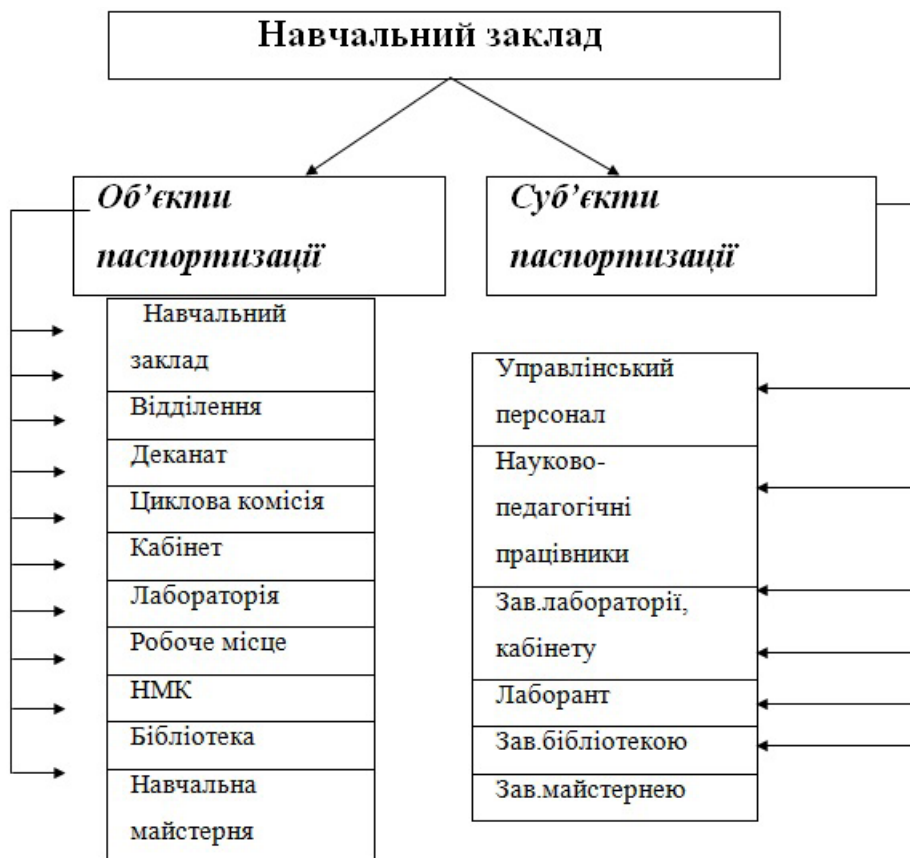 Навчальний заклад
Об’єкти
паспортизації
Суб’єкти
паспортизації
Навчальний
заклад
Відділення
Деканат
Циклова комісія
Кабінет
Лабораторія
Робоче місце
НМК
Бібліотека
Навчальна
майстерня
Управлінський
персонал
Науково-
педагогічні
працівники
Зав.лабораторії,
кабінету
Лаборант
Зав.бібліотекою
Зав.майстернею